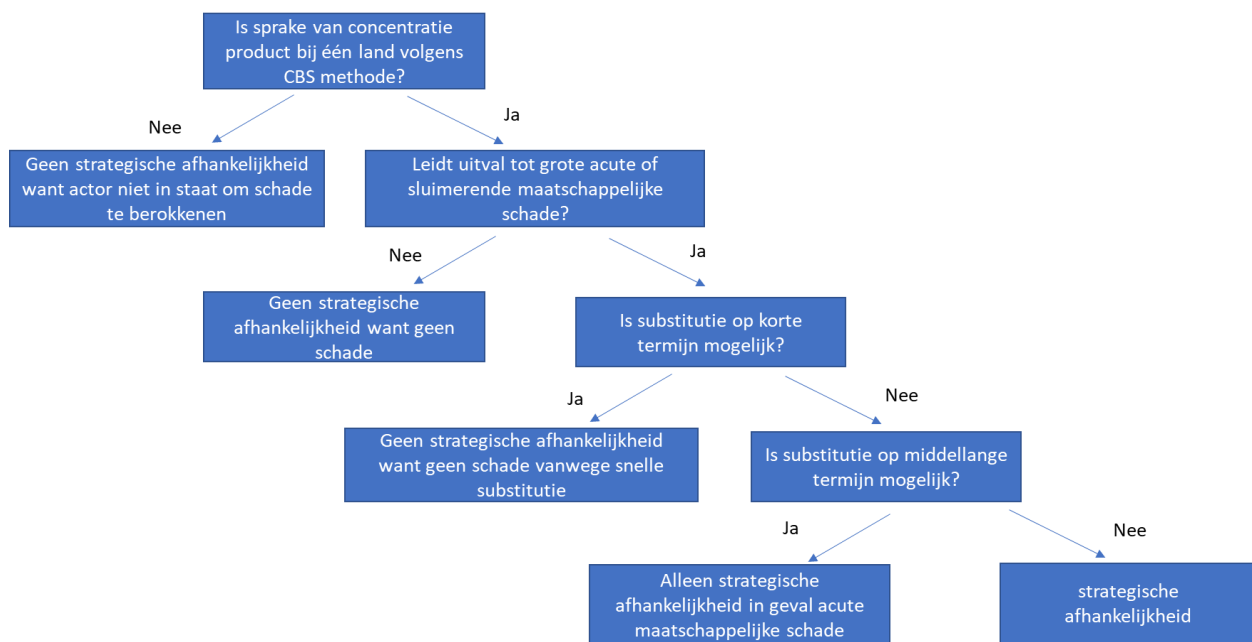 Is sprake van concentratie
product bij één land volgens
CBS methode?
Nee
Ja
Geen strategische afhankelijkheid
want actor niet in staat om schade
te berokkenen
Leidt uitval tot grote acute of
sluimerende maatschappelijke
schade?
Nee
Ja
Geen strategische
afhankelijkheid want geen
schade
Is substitutie op korte
termijn mogelijk?
Ja
Nee
Geen strategische afhankelijkheid
want geen schade vanwege snelle
substitutie
Is substitutie op middellange
termijn mogelijk?
Ja
Nee
Alleen strategische
afhankelijkheid in geval acute
maatschappelijke schade
strategische
afhankelijkheid